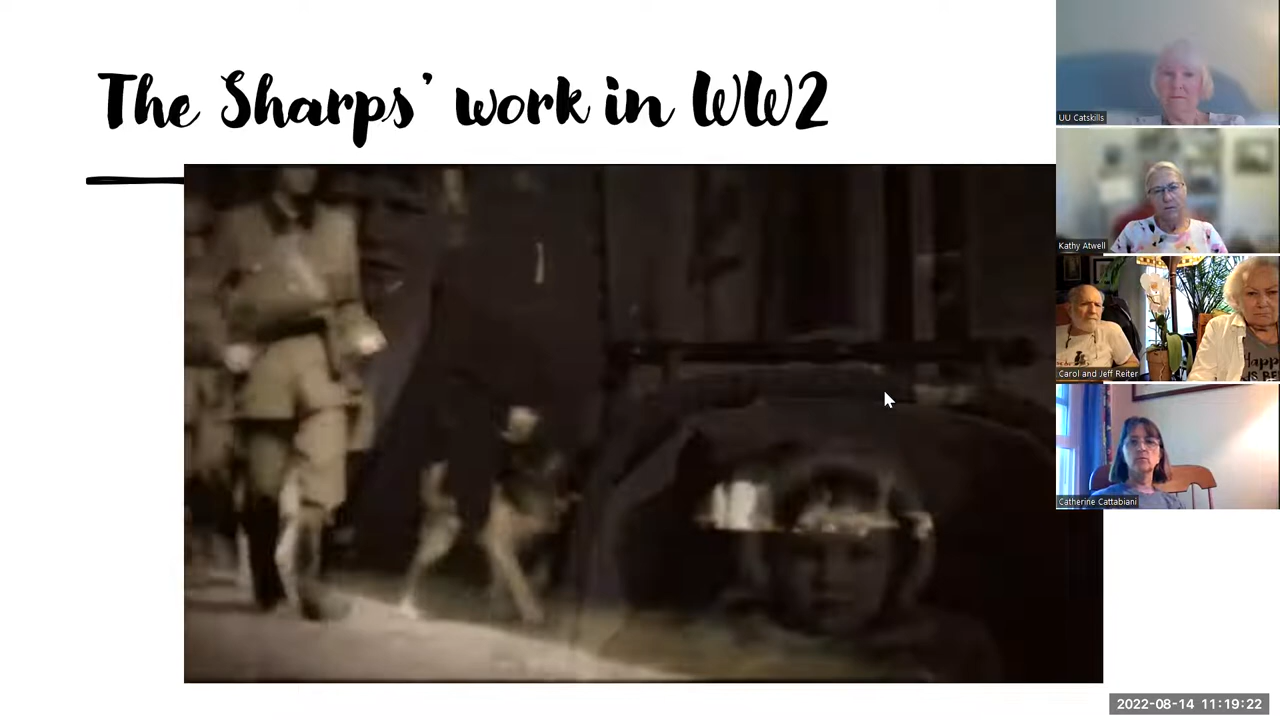 The Sharps' work in WW2
UU Catskills
Kathy Atwell
Carol and Jeff Reiter
Catherine Cattabiani
2022-08-14 11:19:22